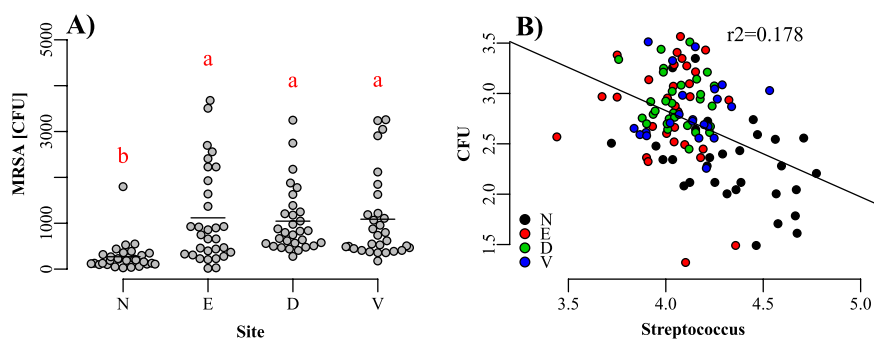 A)
MRSA [CFU]
5000
3000
1000
0
b
a
a
a
N
E
D
V
Site
B)
r2=0.178
CFU
3.5
3.0
2.5
2.0
1.5
N
E
D
V
3.5
4.0
4.5
5.0
Streptococcus